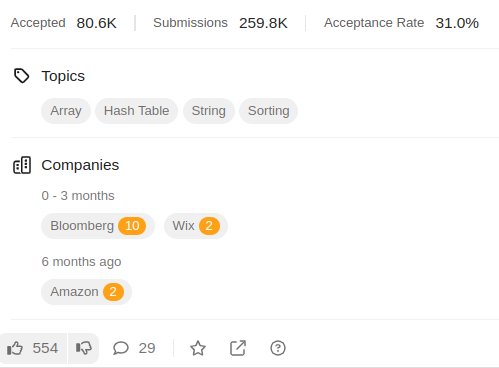 Accepted 80.6K Submissions 259.8K Acceptance Rate 31.0%
Topics
Array Hash Table String Sorting
Companies
0 - 3 months
Bloomberg 10 Wix 2
6 months ago
Amazon 2
554 29